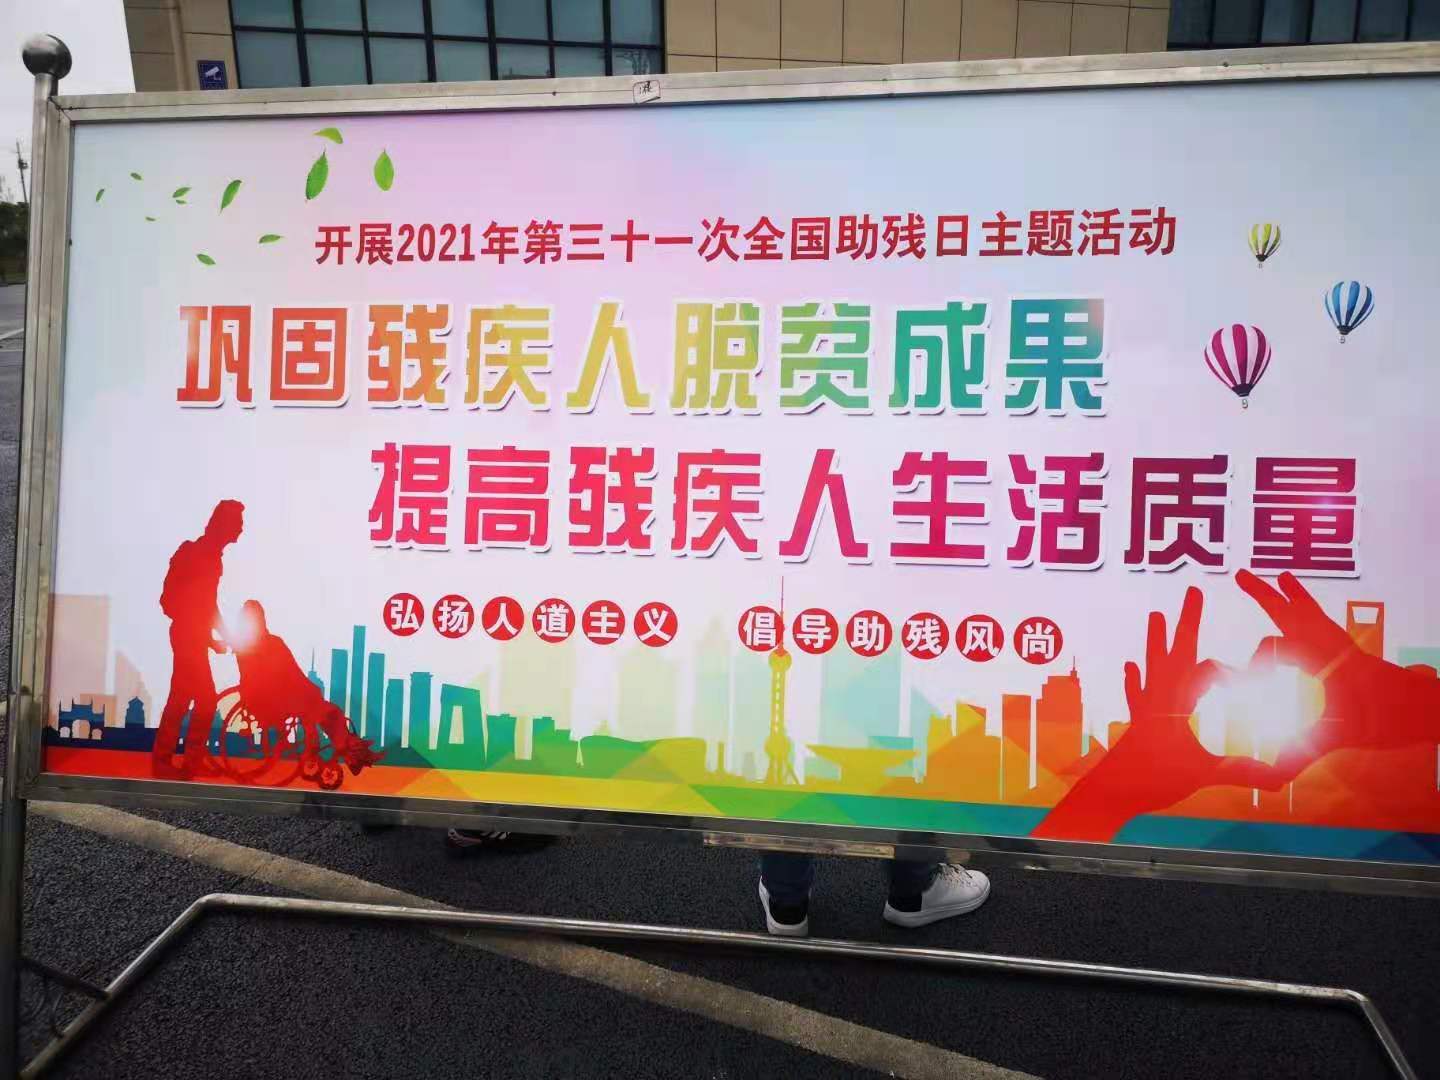 开展2021年第三十一次全国助残日主题活动
巩固残疾人脱贫成果
提高残疾人生活质量
弘扬人道主义 倡导助残风尚